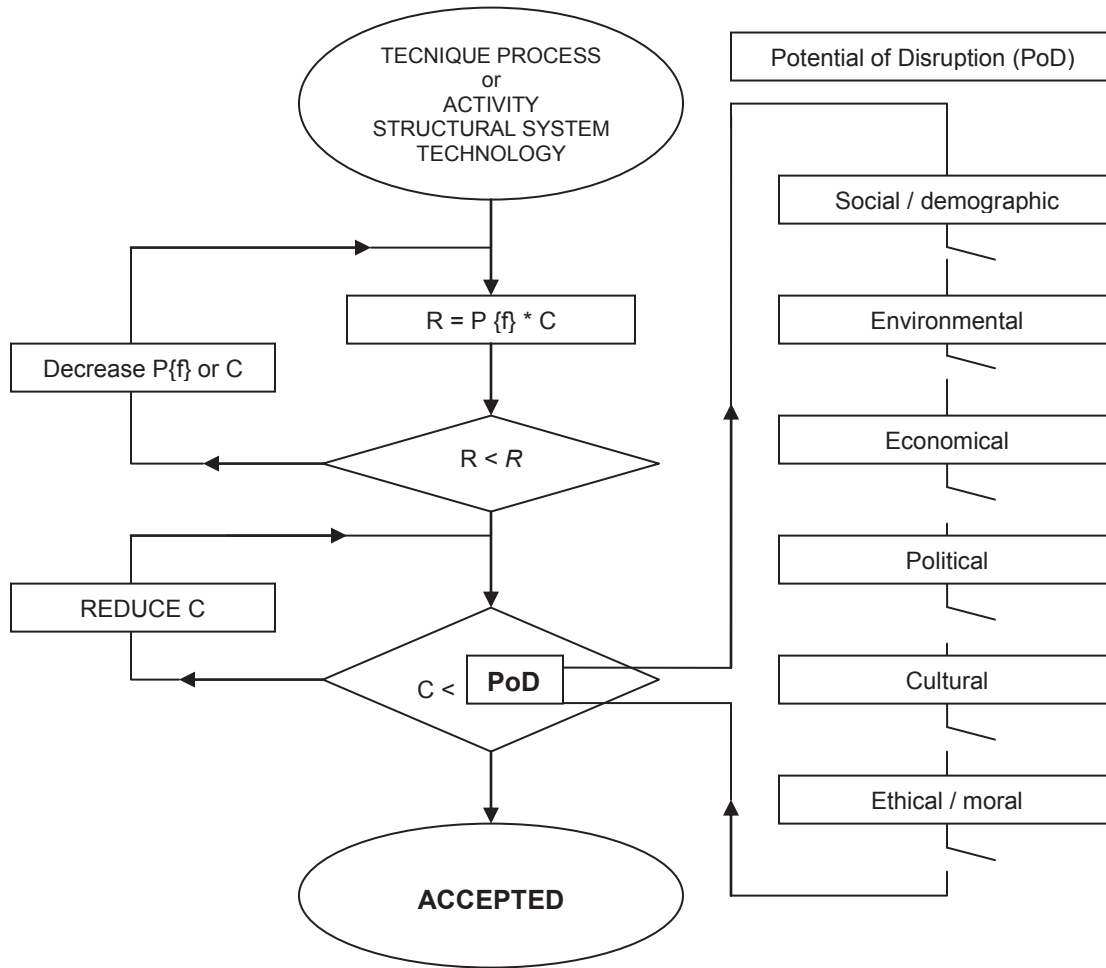 TECNIQUE PROCESS
or
ACTIVITY
STRUCTURAL SYSTEM
TECHNOLOGY
R = P {f} * C
Decrease P{f} or C
R < R
REDUCE C
C <
PoD
ACCEPTED
Potential of Disruption (PoD)
Social / demographic
Environmental
Economical
Political
Cultural
Ethical / moral